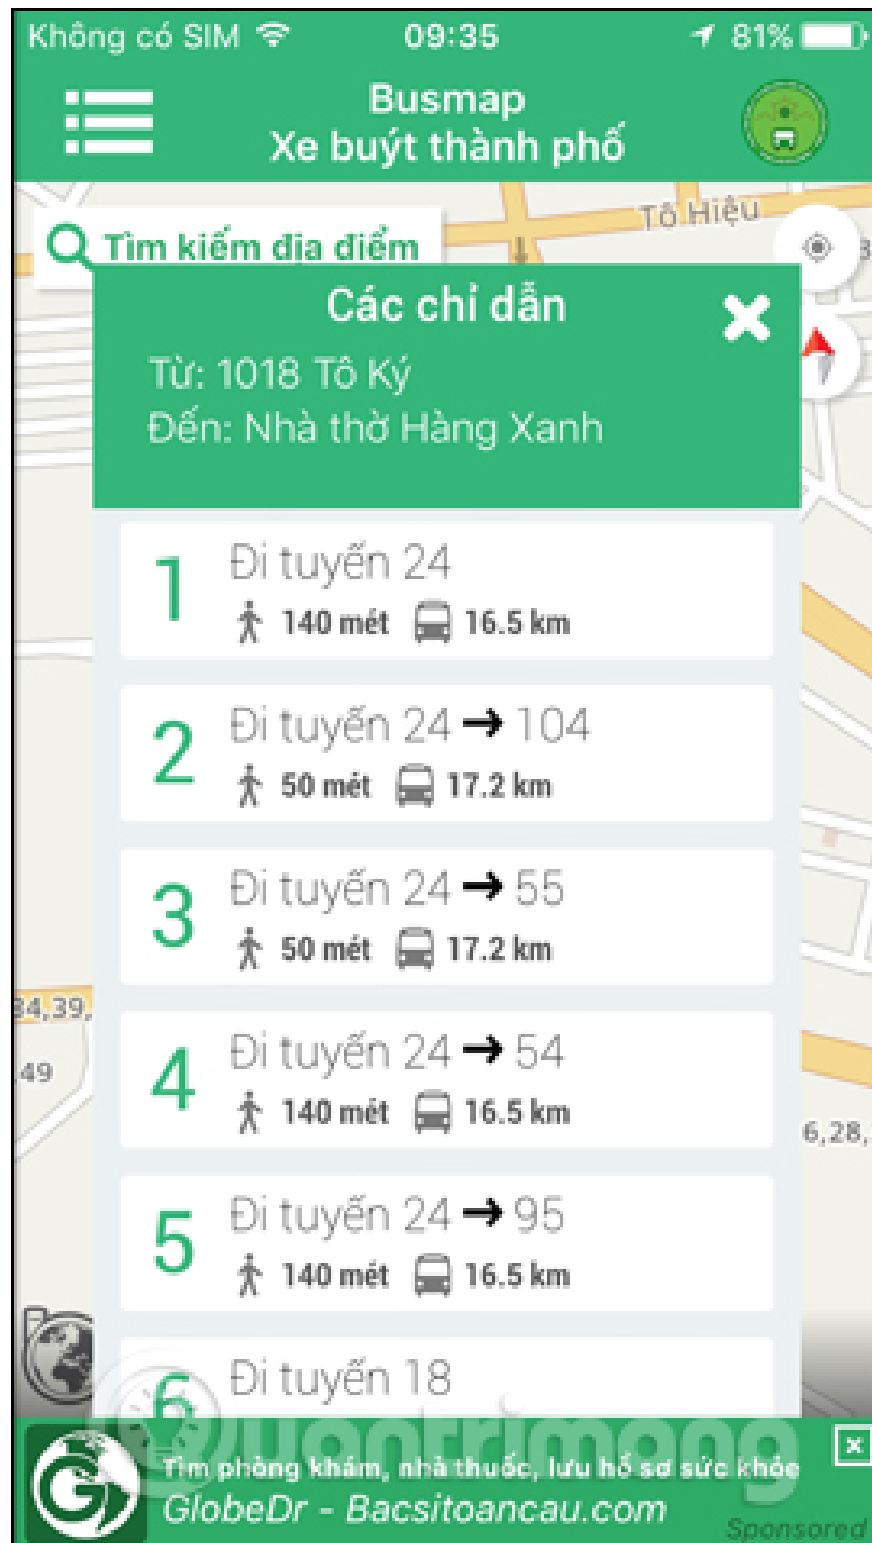 Không có SIM 09:35 81%
Busmap
Xe buýt thành phố
Tô Hiệu
Tìm kiếm địa điểm
Các chỉ dẫn
Từ: 1018 Tô Ký
Đến: Nhà thờ Hàng Xanh
1 Đi tuyến 24
140 mét 16.5 km
2 Đi tuyến 24 → 104
50 mét 17.2 km
3 Đi tuyến 24 → 55
50 mét 17.2 km
34,39,
49
4 Đi tuyến 24 → 54
140 mét 16.5 km
6,28,
5 Đi tuyến 24 → 95
140 mét 16.5 km
6 Đi tuyến 18
Quantrimang
Tìm phòng khám, nhà thuốc, lưu hồ sơ sức khỏe
GlobeDr - Bacsitoancau.com
Sponsored